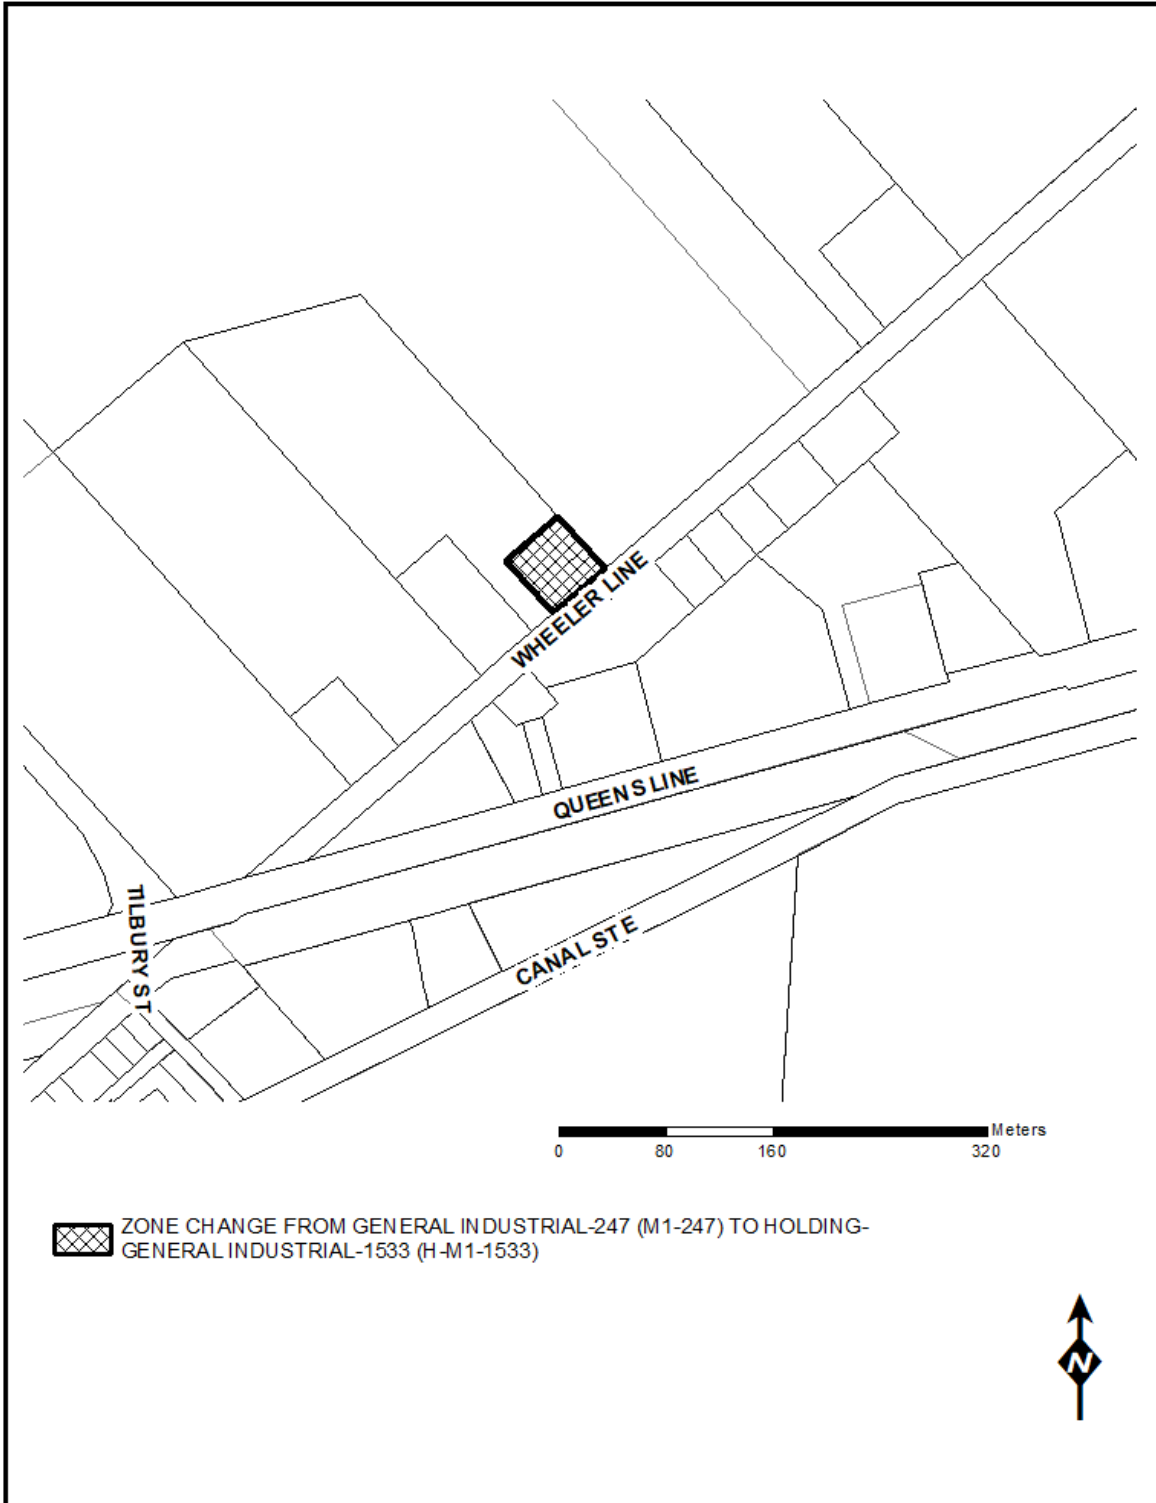 WHEELER LINE
QUEENS LINE
TILBURY ST
CANAL ST E
Meters
0 80 160 320
ZONE CHANGE FROM GENERAL INDUSTRIAL-247 (M1-247) TO HOLDING-
GENERAL INDUSTRIAL-1533 (H-M1-1533)
N